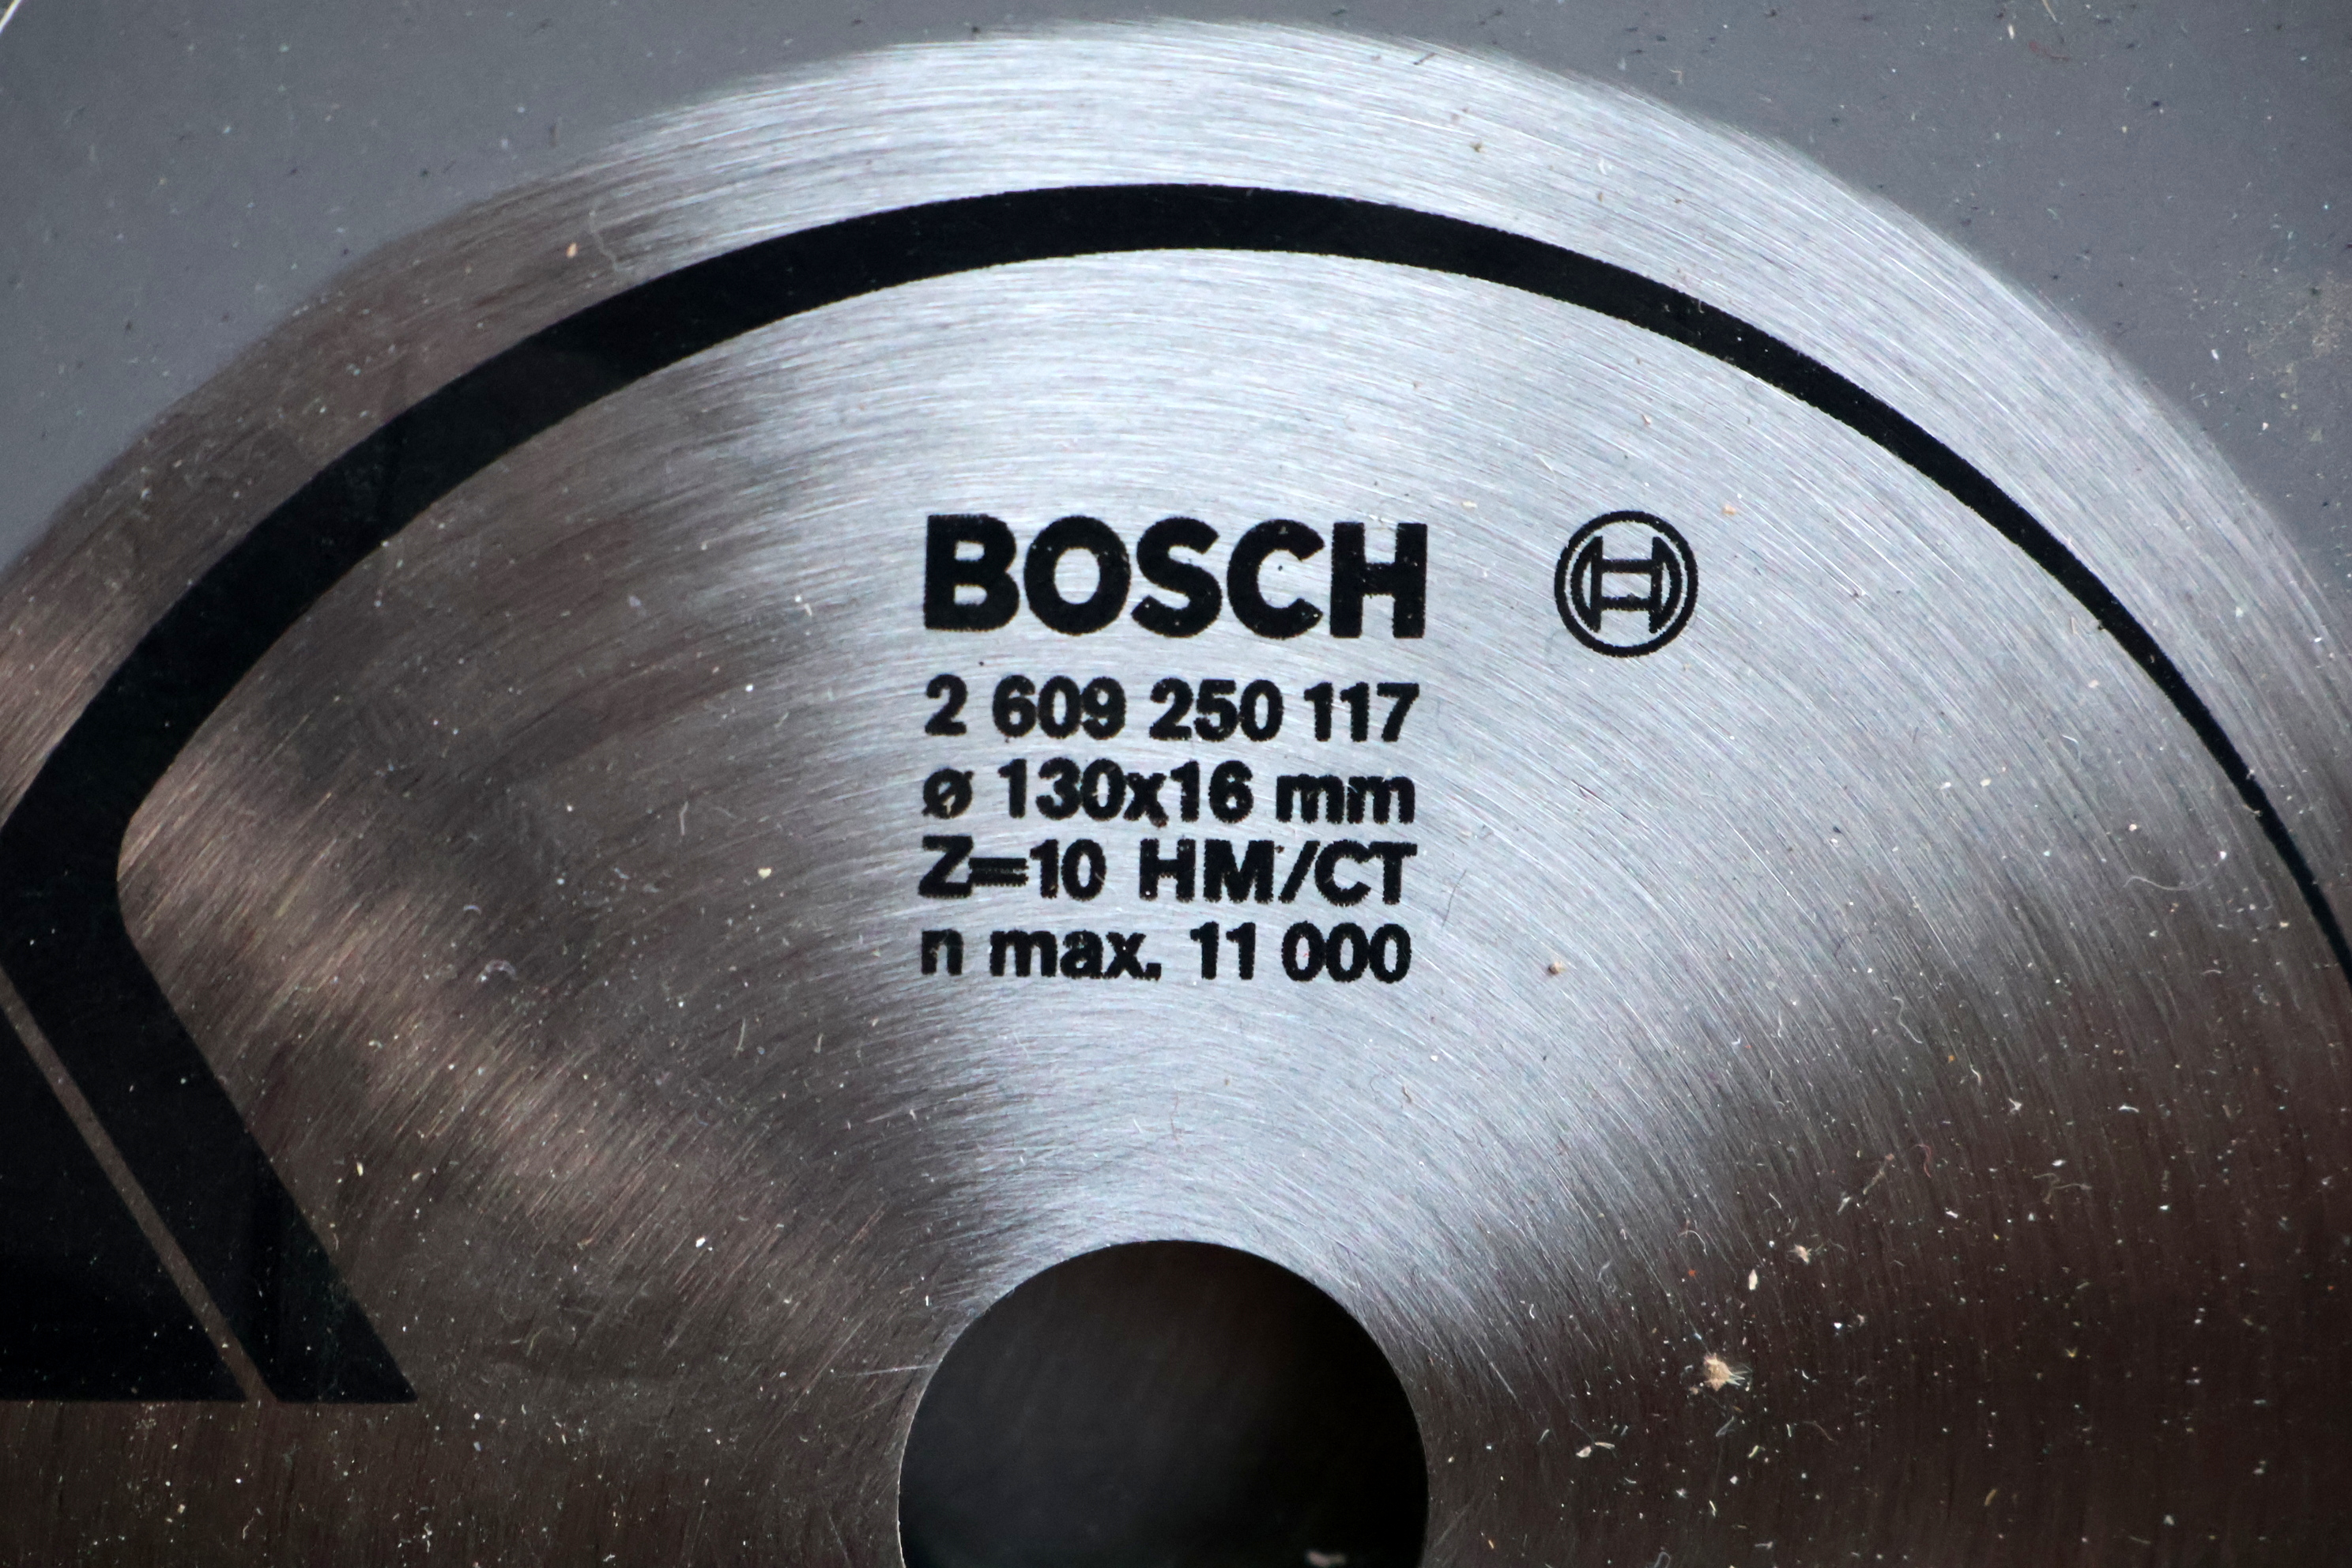 BOSCH
2 609 250 117
ø 130x16 mm
Z=10 HM/CT
n max. 11 000